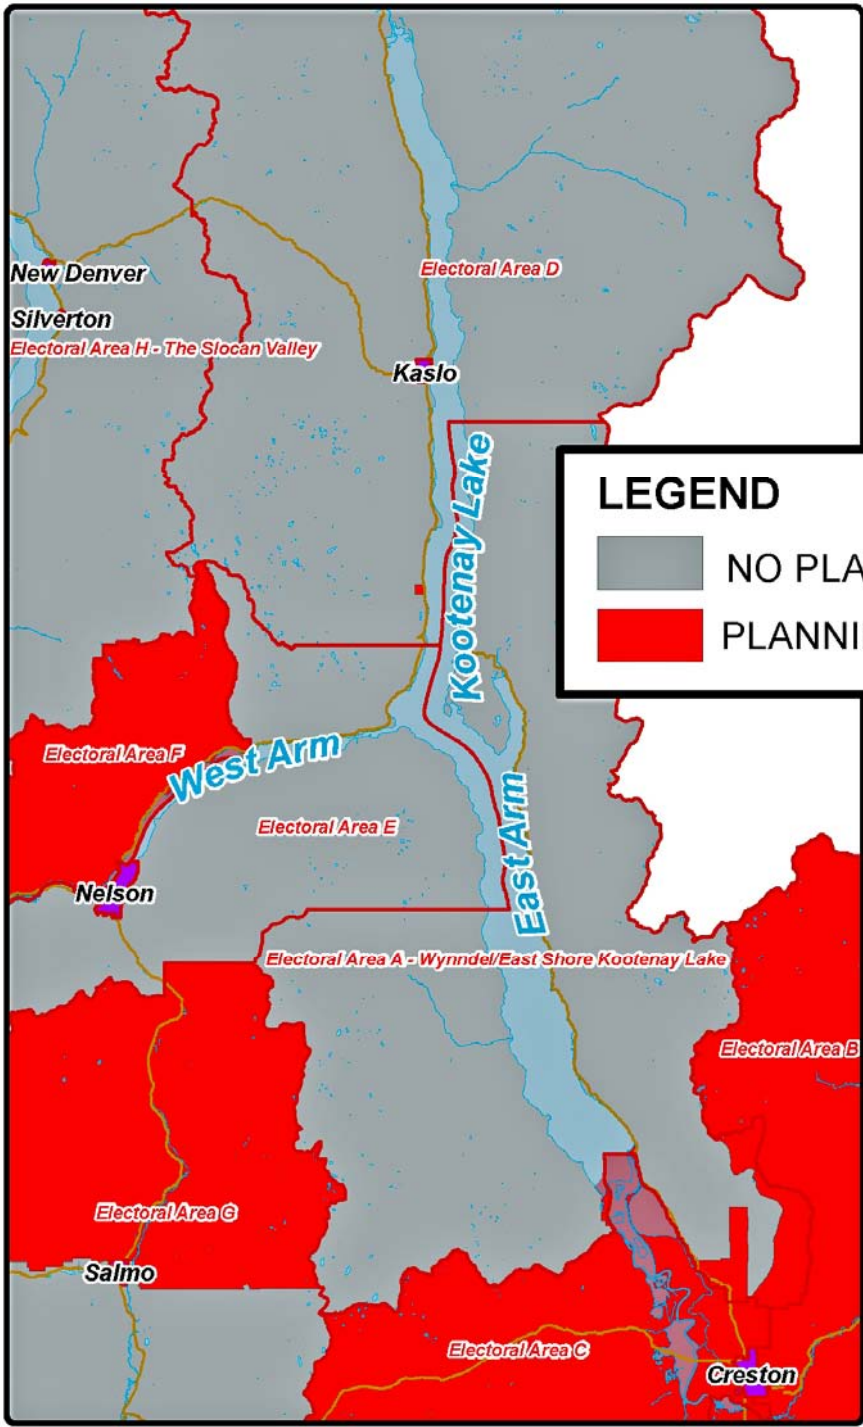 Electoral Area D
New Denver
Silverton
Electoral Area H - The Slocan Valley
Kaslo
Kootenay Lake
LEGEND
NO PLA
PLANNI
Electoral Area F
West Arm
Electoral Area E
East Arm
Nelson
Electoral Area A - Wynndel/East Shore Kootenay Lake
Electoral Area B
Electoral Area G
Salmo
Electoral Area C
Creston